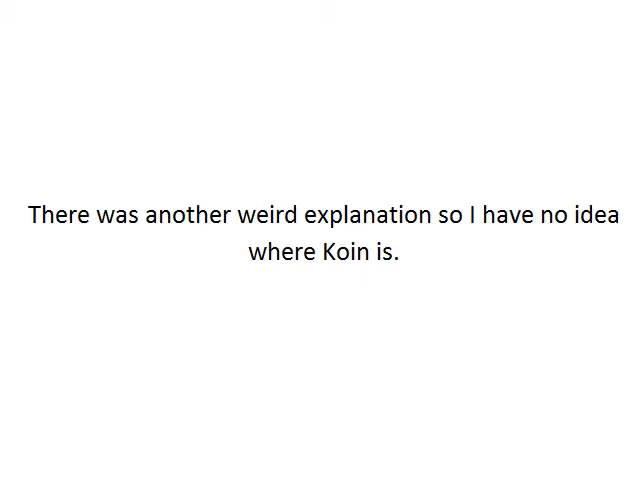 There was another weird explanation so I have no idea
where Koin is.